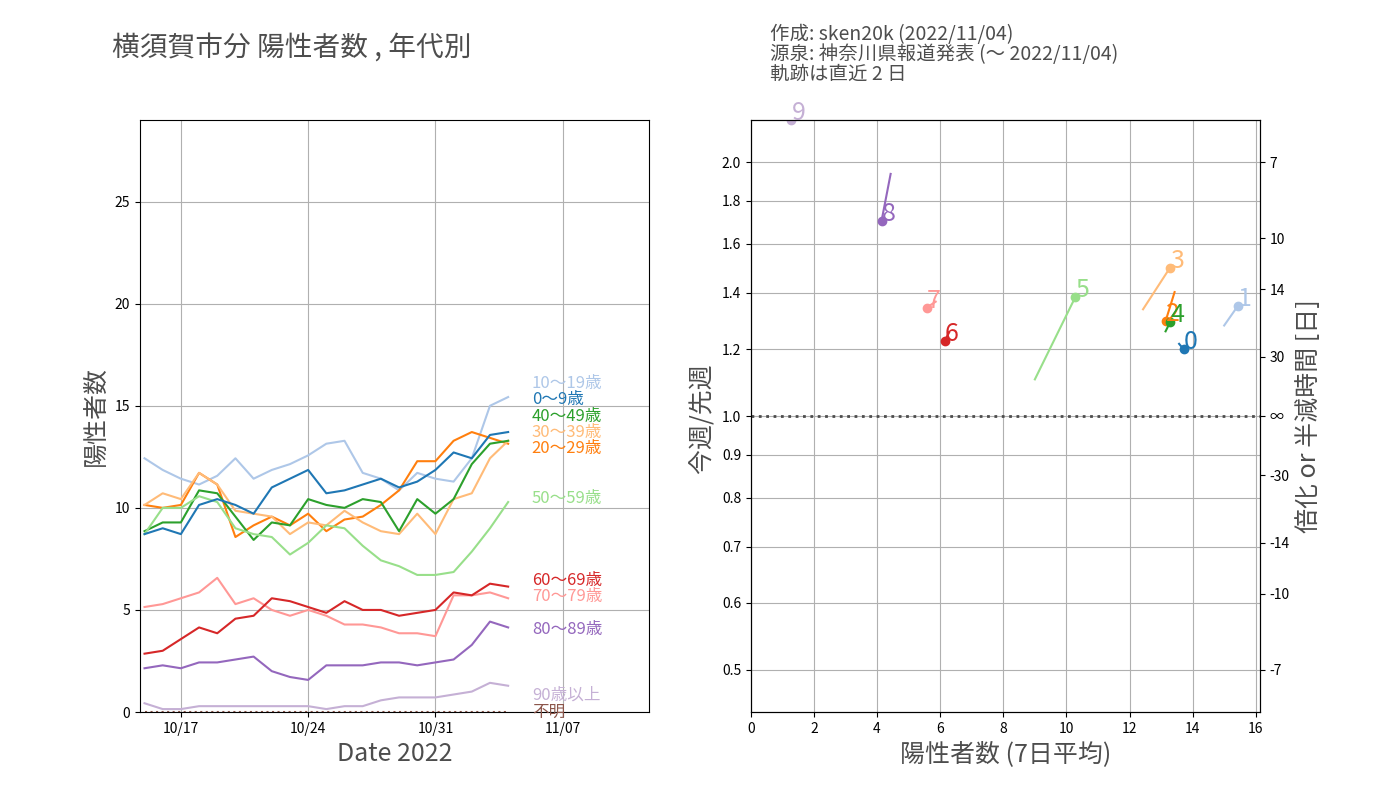 横須賀市分 陽性者数 , 年代別
作成: sken20k (2022/11/04)
源泉: 神奈川県報道発表 (〜 2022/11/04)
軌跡は直近 2 日
陽性者数
25
20
15
10
5
0
10/17
10/24
10/31
11/07
Date 2022
10〜19歳
0〜9歳
40〜49歳
30〜39歳
20〜29歳
50〜59歳
60〜69歳
70〜79歳
80〜89歳
90歳以上
不明
今週/先週
2.0
1.8
1.6
1.4
1.2
1.0
0.9
0.8
0.7
0.6
0.5
0
2
4
6
8
10
12
14
16
陽性者数 (7日平均)
9
8
7
6
5
3
2
4
1
0
7
10
14
30
∞
-30
-14
-10
-7
倍化 or 半減時間 [日]